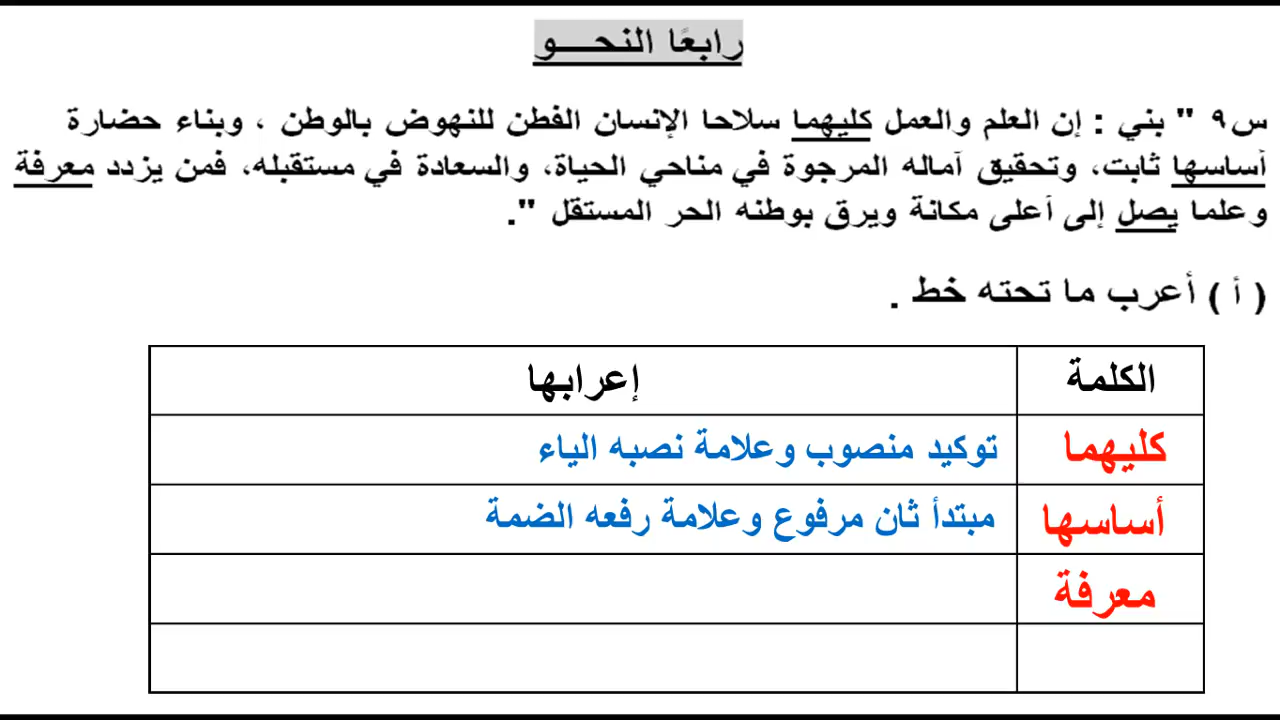 رابعًا النحـــو
س٩ " بني : إن العلم والعمل كليهما سلاحا الإنسان الفطن للنهوض بالوطن ، وبناء حضارة
أساسها ثابت، وتحقيق آماله المرجوة في مناحي الحياة، والسعادة في مستقبله، فمن يزدد معرفة
وعلما يصل إلى أعلى مكانة ويرق بوطنه الحر المستقل ".
( أ ) أعرب ما تحته خط .
الكلمة إعرابها
كليهما توكيد منصوب وعلامة نصبه الياء
أساسها مبتدأ ثان مرفوع وعلامة رفعه الضمة
معرفة